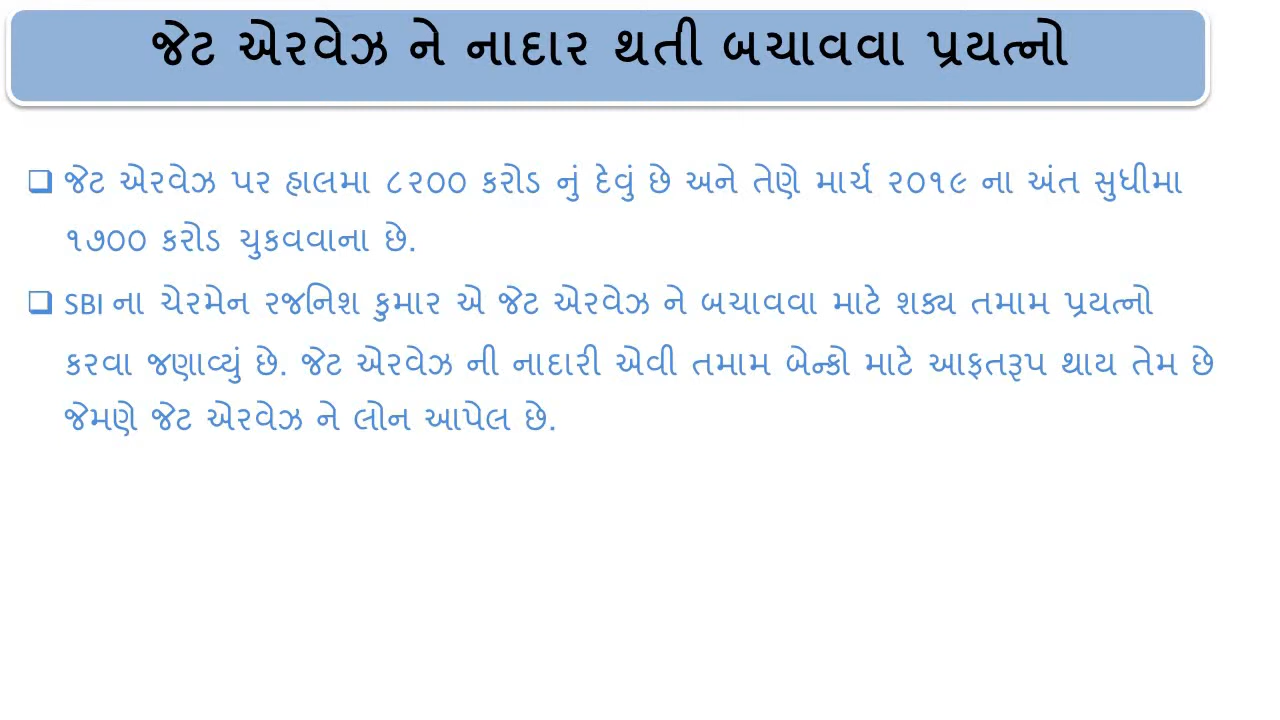 જેટ એરવેઝ ને નાદાર થતી બચાવવા પ્રયત્નો
❑ જેટ એરવેઝ પર હાલમા ૮૨૦૦ કરોડ નું દેવું છે અને તેણે માર્ચ ૨૦૧૯ ના અંત સુધીમા
૧૭૦૦ કરોડ ચુકવવાના છે.
❑ SBI ના ચેરમેન રજનિશ કુમાર એ જેટ એરવેઝ ને બચાવવા માટે શક્ય તમામ પ્રયત્નો
કરવા જણાવ્યું છે. જેટ એરવેઝ ની નાદારી એવી તમામ બેન્કો માટે આફતરૂપ થાય તેમ છે
જેમણે જેટ એરવેઝ ને લોન આપેલ છે.